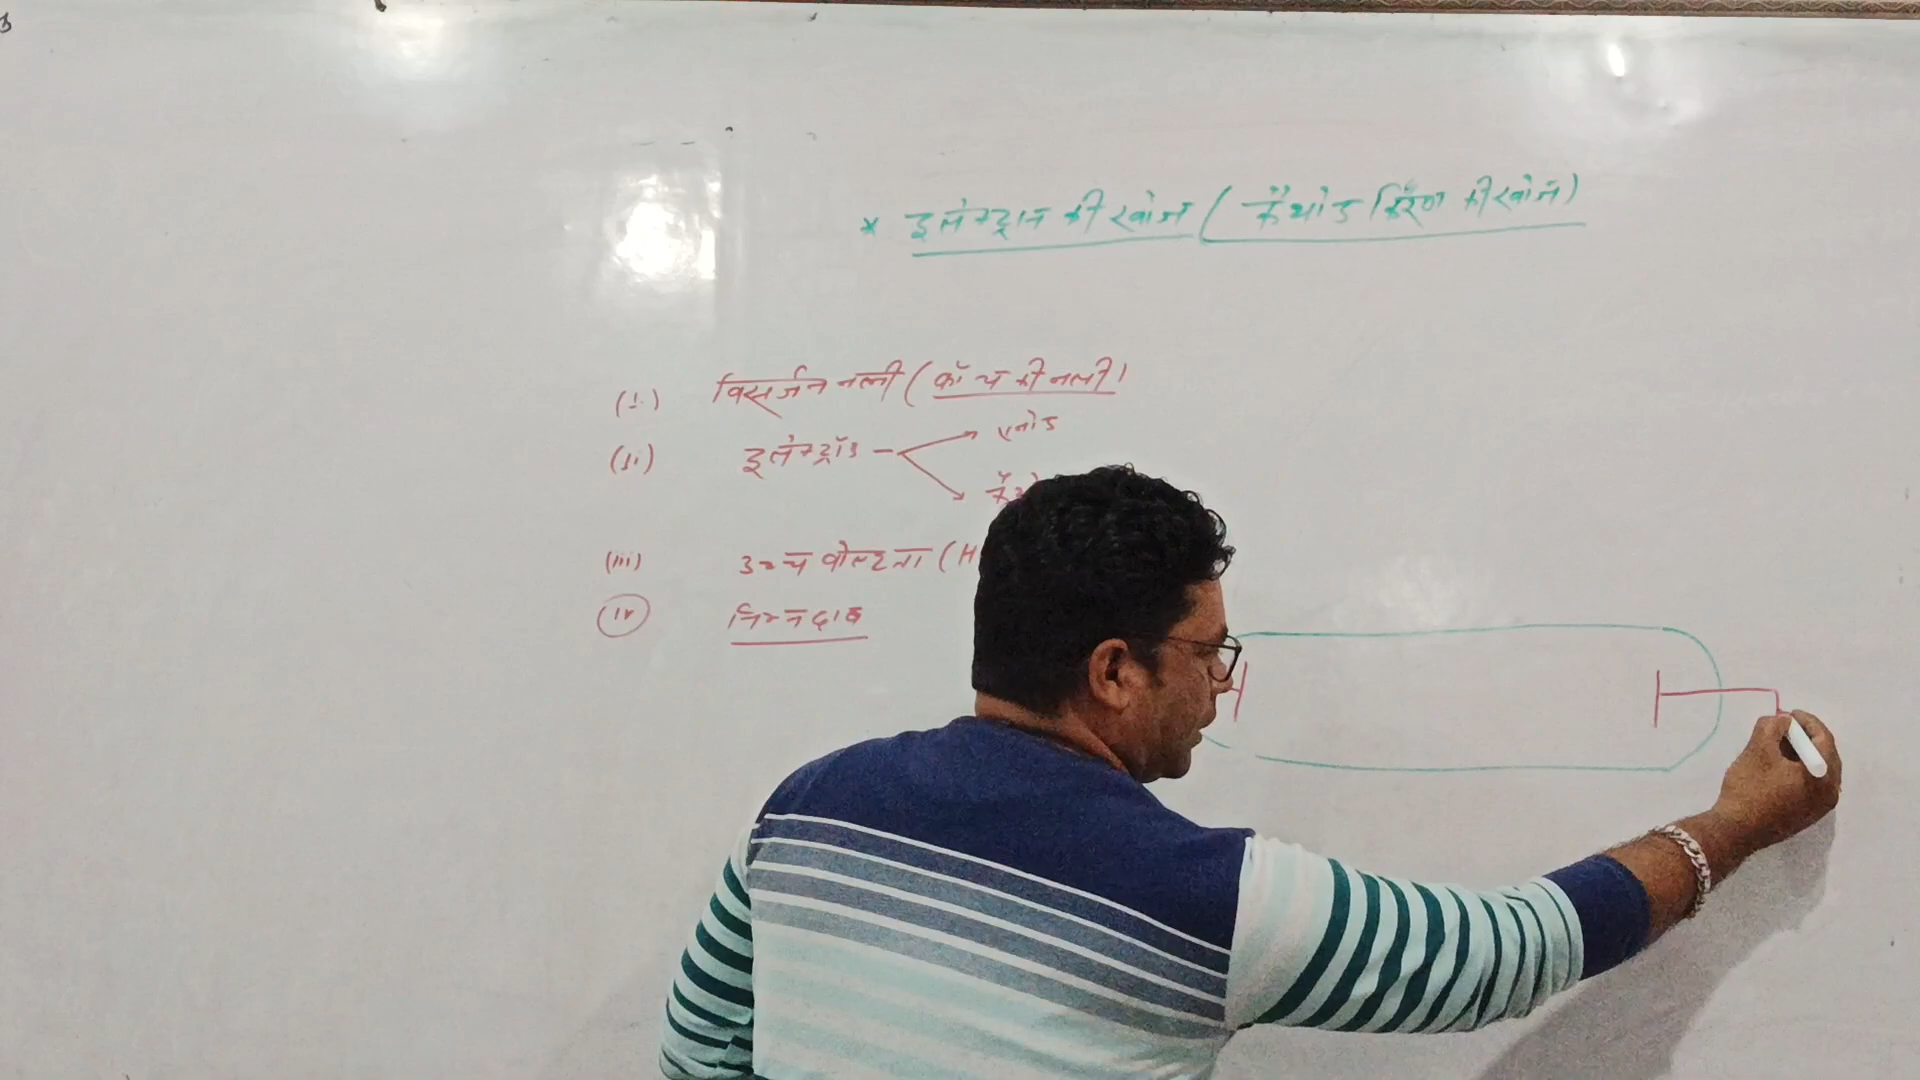 * इलेक्ट्रान की खोज ( कैथोड किरण की खोज )
(i) विसर्जन नली ( काँच की नली )
(ii) इलेक्ट्रॉड → एनोड
(iii) उच्च वोल्टता ( H
(iv) निम्न दाब